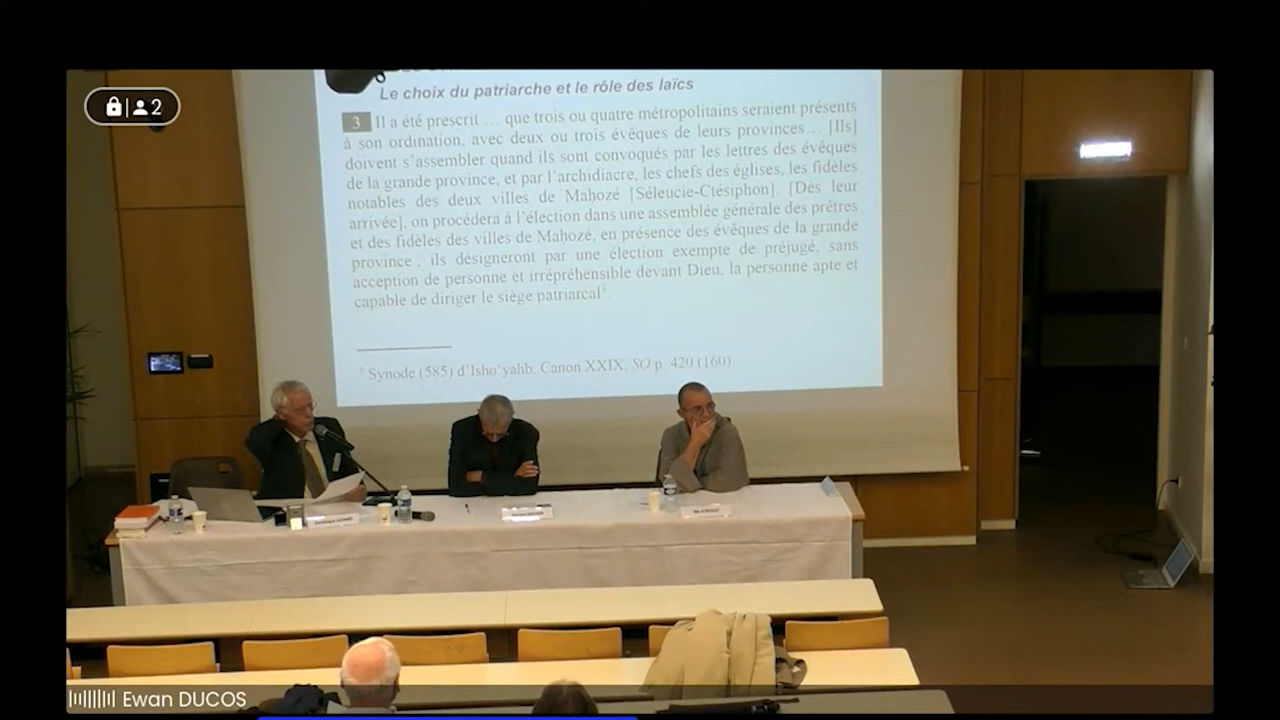 Le choix du patriarche et le rôle des laïcs
2
3 Il a été prescrit … que trois ou quatre métropolitains seraient présents
à son ordination, avec deux ou trois évêques de leurs provinces… [Ils]
doivent s’assembler quand ils sont convoqués par les lettres des évêques
de la grande province, et par l’archidiacre, les chefs des églises, les fidèles
notables des deux villes de Maḥozé [Séleucie-Ctésiphon]. [Dès leur
arrivée], on procédera à l’élection dans une assemblée générale des prêtres
et des fidèles des villes de Mahozé, en présence des évêques de la grande
province ; ils désigneront par une élection exempte de préjugé, sans
acception de personne et irrépréhensible devant Dieu, la personne apte et
capable de diriger le siège patriarcal³.
³ Synode (585) d’Isho‘yahb, Canon XXIX, SO p. 420 (160).
Ewan DUCOS